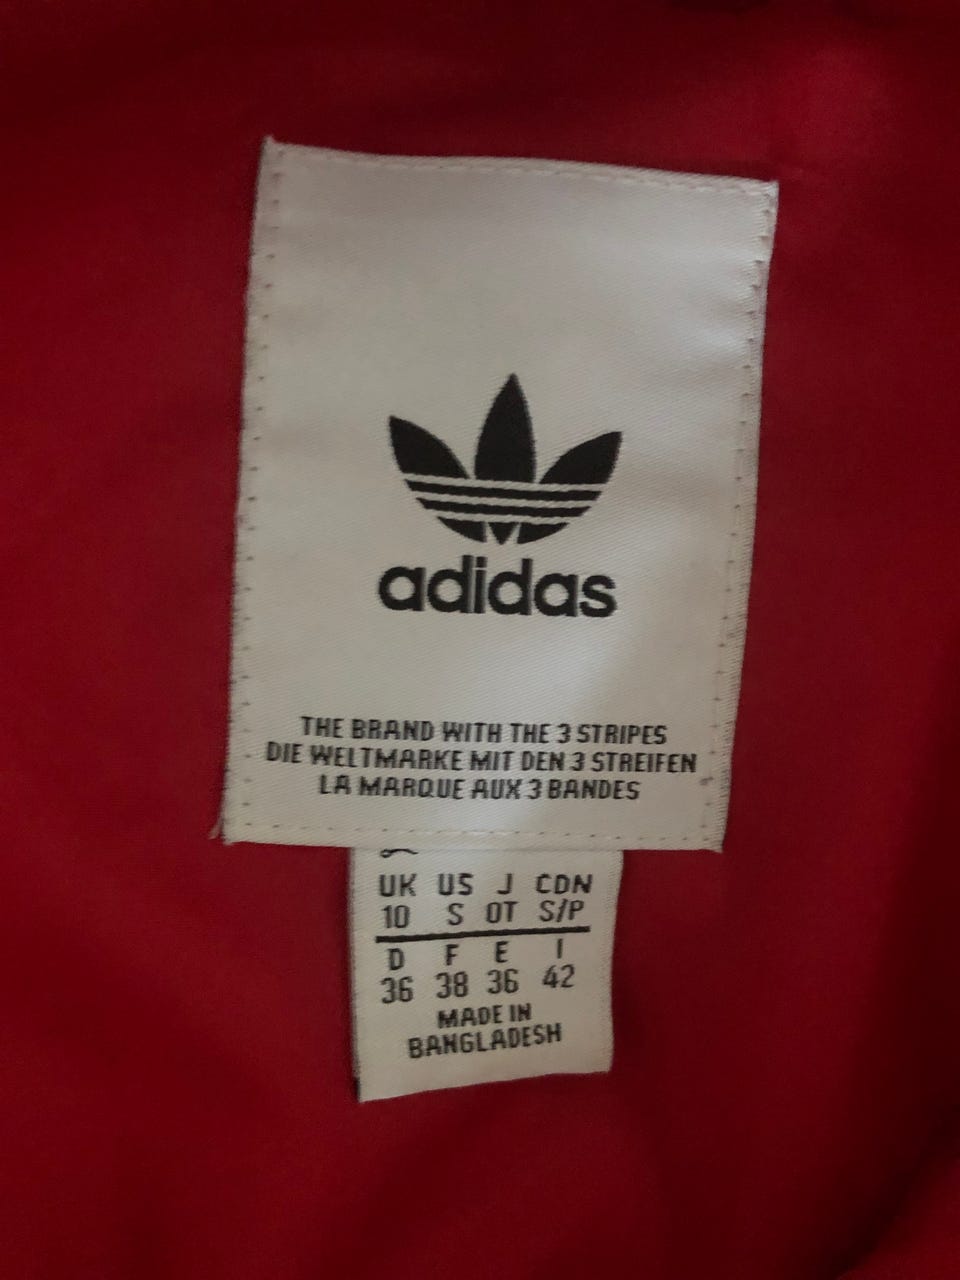 adidas
THE BRAND WITH THE 3 STRIPES
DIE WELTMARKE MIT DEN 3 STREIFEN
LA MARQUE AUX 3 BANDES
UK US J CDN
10 S OT S/P
D F E I
36 38 36 42
MADE IN
BANGLADESH